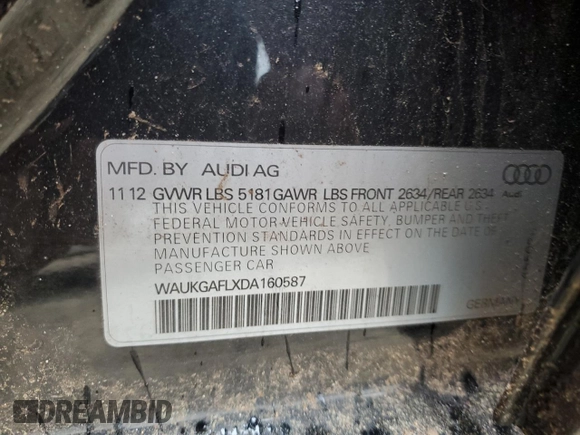 MFD. BY AUDI AG
11 12 GVWR LBS 5181 GAWR LBS FRONT 2634/REAR 2634
Audi
THIS VEHICLE CONFORMS TO ALL APPLICABLE U.S.
FEDERAL MOTOR VEHICLE SAFETY, BUMPER AND THEFT
PREVENTION STANDARDS IN EFFECT ON THE DATE OF
MANUFACTURE SHOWN ABOVE
PASSENGER CAR
WAUKGAFLXDA160587
GERMANY
DREAMBID